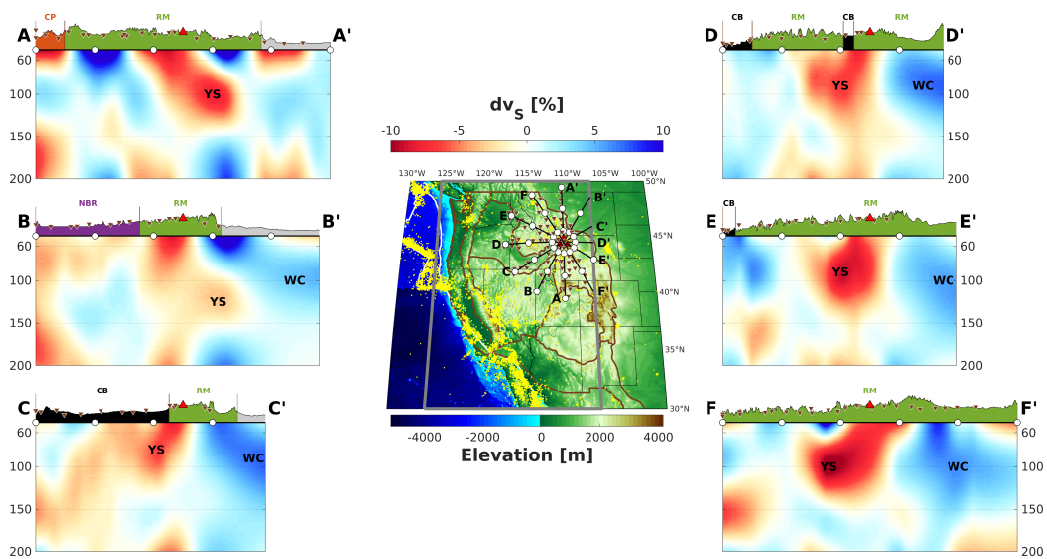 CP RM
A A'
60
100
150
200
YS
NBR RM
B B'
60
100
150
200
YS
WC
CB RM
C C'
60
100
150
200
YS
WC
dvS [%]
-10 -5 0 5 10
130°W 125°W 120°W 115°W 110°W 105°W 100°W
50°N
45°N
40°N
35°N
30°N
F A' B'
E C'
D D'
C E'
B A F'
-4000 -2000 0 2000 4000
Elevation [m]
CB RM CB RM
D D'
60
100
150
200
YS
WC
CB RM
E E'
60
100
150
200
YS
WC
RM
F F'
60
100
150
200
YS
WC